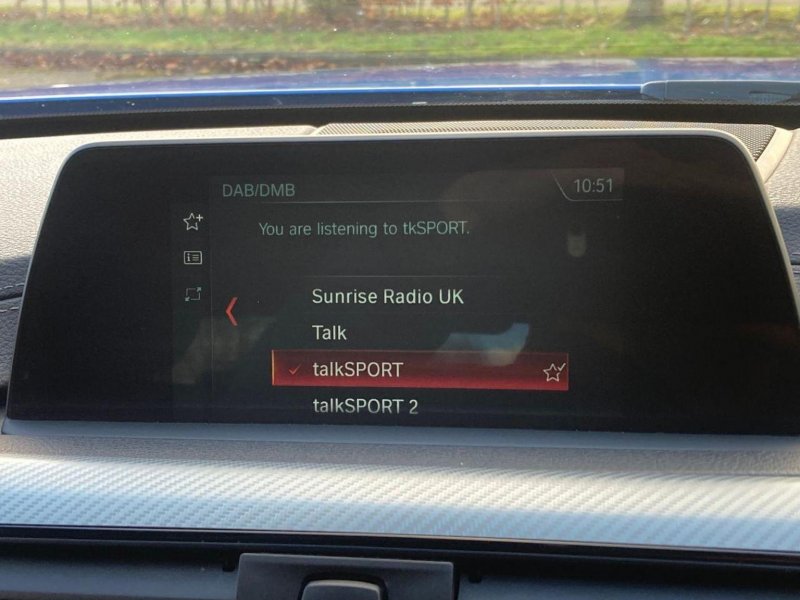 DAB/DMB
10:51
You are listening to tkSPORT.
Sunrise Radio UK
Talk
talkSPORT
talkSPORT 2